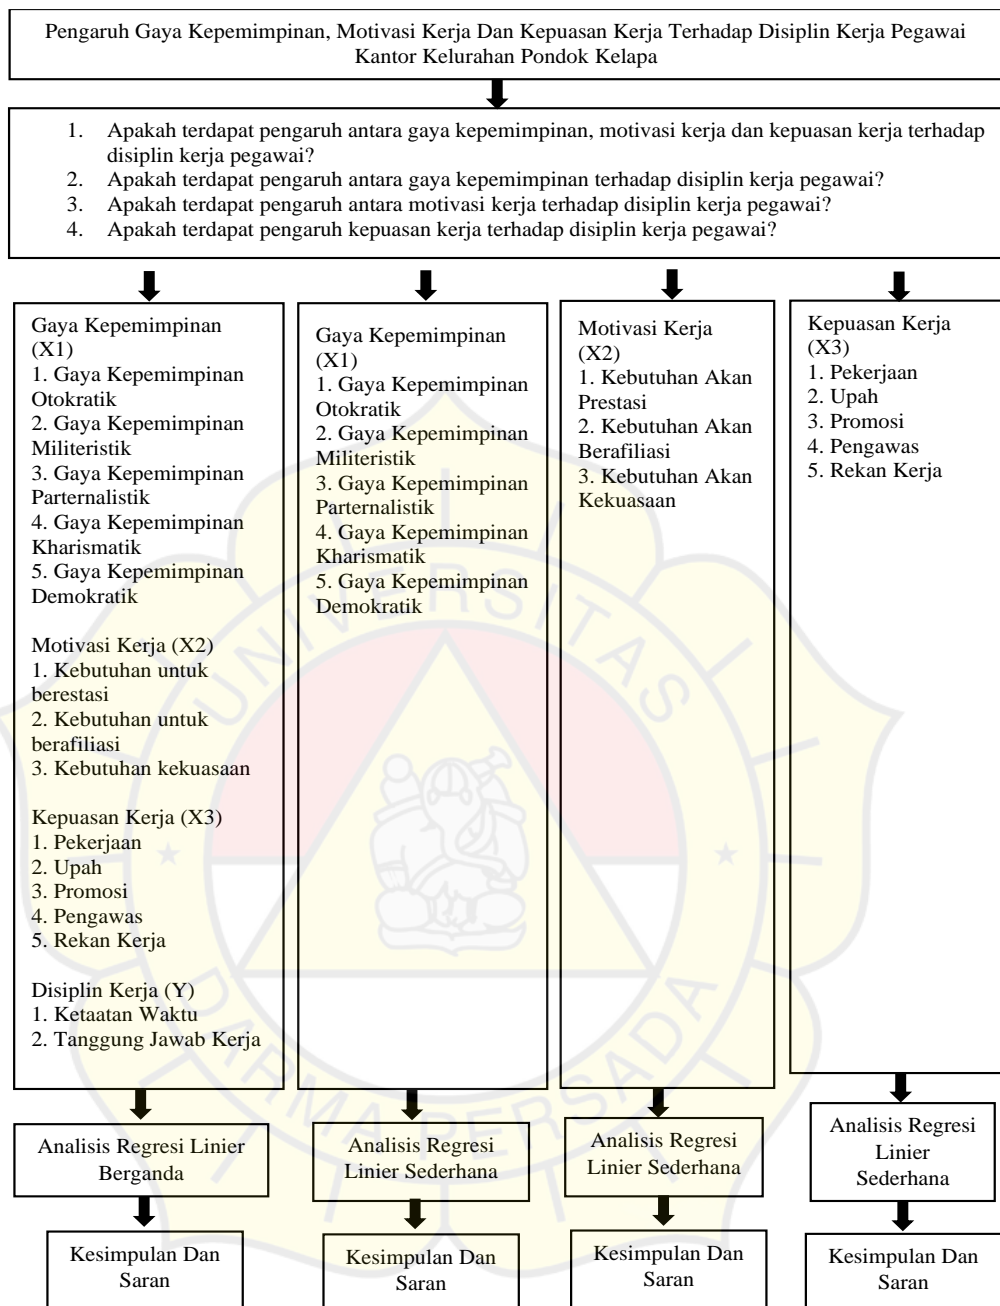 Pengaruh Gaya Kepemimpinan, Motivasi Kerja Dan Kepuasan Kerja Terhadap Disiplin Kerja Pegawai
Kantor Kelurahan Pondok Kelapa
1. Apakah terdapat pengaruh antara gaya kepemimpinan, motivasi kerja dan kepuasan kerja terhadap
disiplin kerja pegawai?
2. Apakah terdapat pengaruh antara gaya kepemimpinan terhadap disiplin kerja pegawai?
3. Apakah terdapat pengaruh antara motivasi kerja terhadap disiplin kerja pegawai?
4. Apakah terdapat pengaruh kepuasan kerja terhadap disiplin kerja pegawai?
Gaya Kepemimpinan
(X1)
1. Gaya Kepemimpinan
Otokratik
2. Gaya Kepemimpinan
Militeristik
3. Gaya Kepemimpinan
Parternalistik
4. Gaya Kepemimpinan
Kharismatik
5. Gaya Kepemimpinan
Demokratik
Motivasi Kerja (X2)
1. Kebutuhan untuk
berestasi
2. Kebutuhan untuk
berafiliasi
3. Kebutuhan kekuasaan
Kepuasan Kerja (X3)
1. Pekerjaan
2. Upah
3. Promosi
4. Pengawas
5. Rekan Kerja
Disiplin Kerja (Y)
1. Ketaatan Waktu
2. Tanggung Jawab Kerja
Gaya Kepemimpinan
(X1)
1. Gaya Kepemimpinan
Otokratik
2. Gaya Kepemimpinan
Militeristik
3. Gaya Kepemimpinan
Parternalistik
4. Gaya Kepemimpinan
Kharismatik
5. Gaya Kepemimpinan
Demokratik
Motivasi Kerja
(X2)
1. Kebutuhan Akan
Prestasi
2. Kebutuhan Akan
Berafiliasi
3. Kebutuhan Akan
Kekuasaan
Kepuasan Kerja
(X3)
1. Pekerjaan
2. Upah
3. Promosi
4. Pengawas
5. Rekan Kerja
Analisis Regresi Linier
Berganda
Analisis Regresi
Linier Sederhana
Analisis Regresi
Linier Sederhana
Analisis Regresi
Linier
Sederhana
Kesimpulan Dan
Saran
Kesimpulan Dan
Saran
Kesimpulan Dan
Saran
Kesimpulan Dan
Saran
UNIVERSITAS
DARMA PERSADA